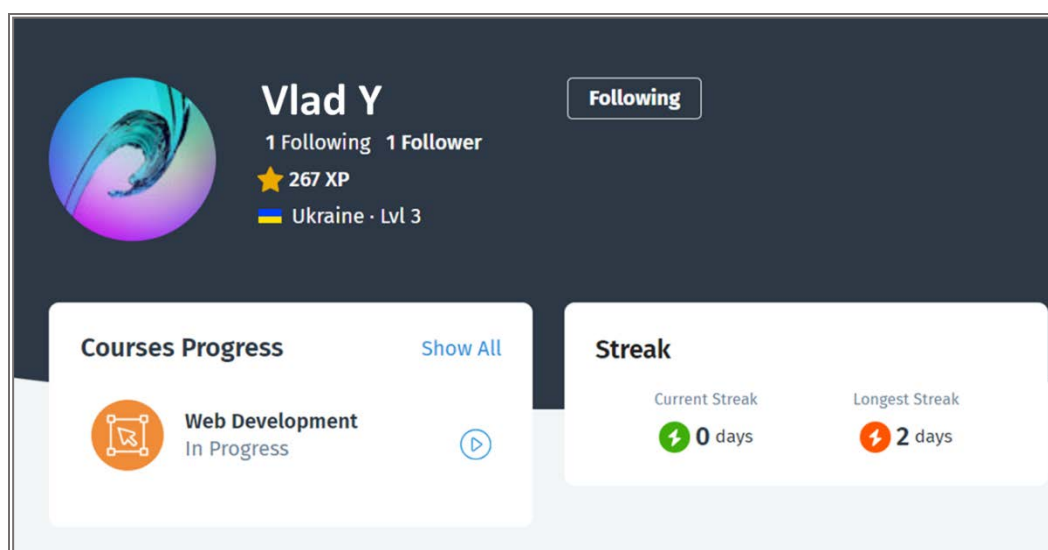 Vlad Y
Following
1 Following 1 Follower
267 XP
Ukraine · Lvl 3
Courses Progress
Show All
Web Development
In Progress
Streak
Current Streak
Longest Streak
0 days
2 days